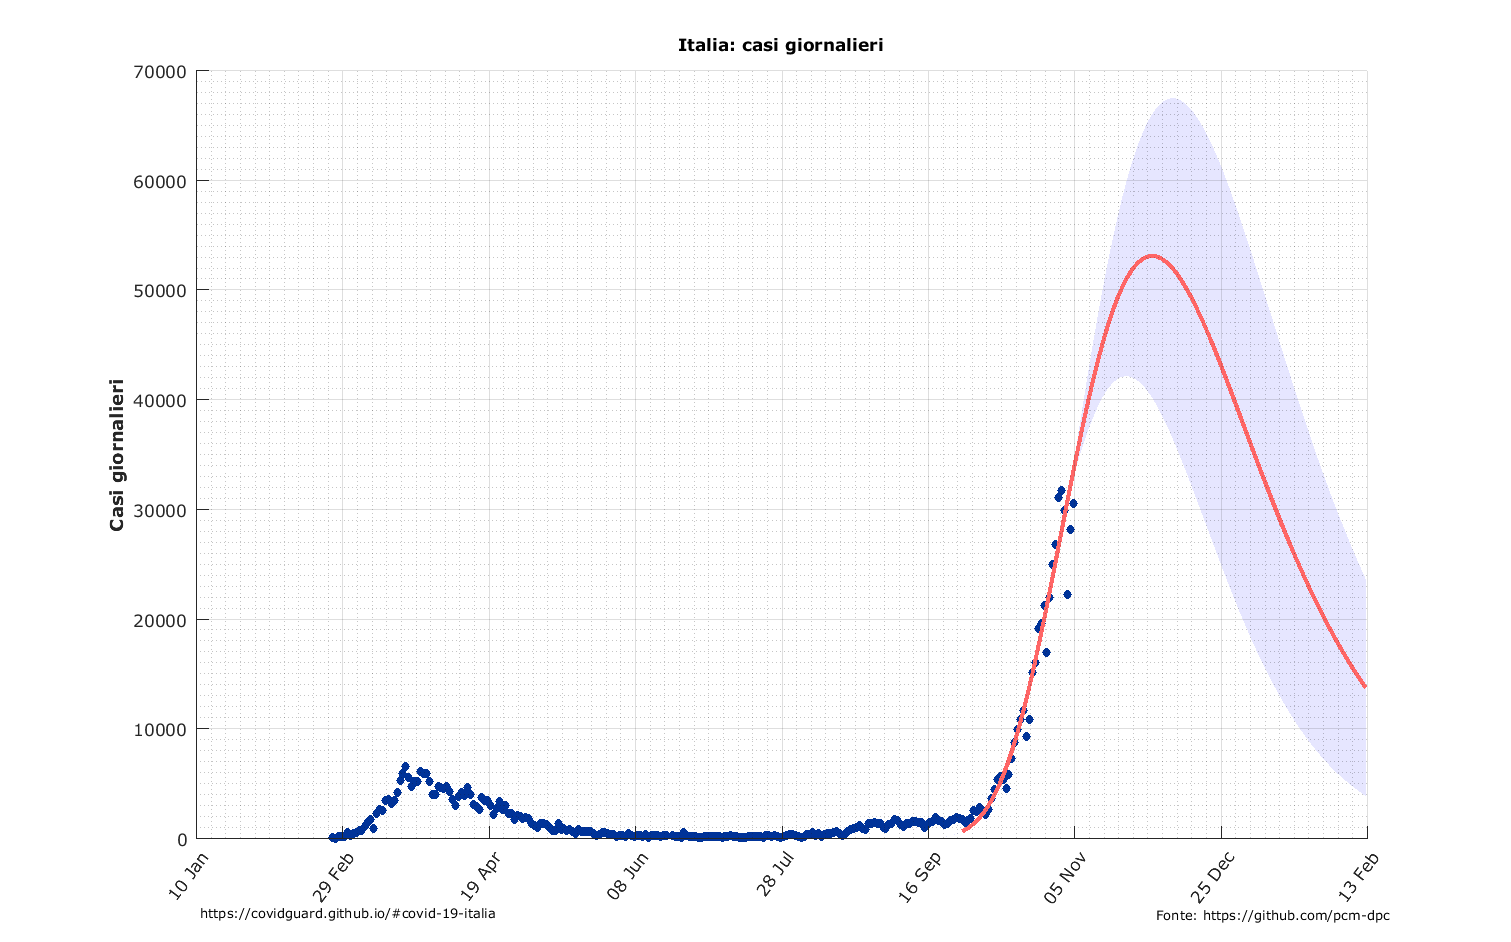 Italia: casi giornalieri
70000
60000
50000
40000
30000
20000
10000
0
Casi giornalieri
10 Jan
29 Feb
19 Apr
08 Jun
28 Jul
16 Sep
05 Nov
25 Dec
13 Feb
https://covidguard.github.io/#covid-19-italia
Fonte: https://github.com/pcm-dpc